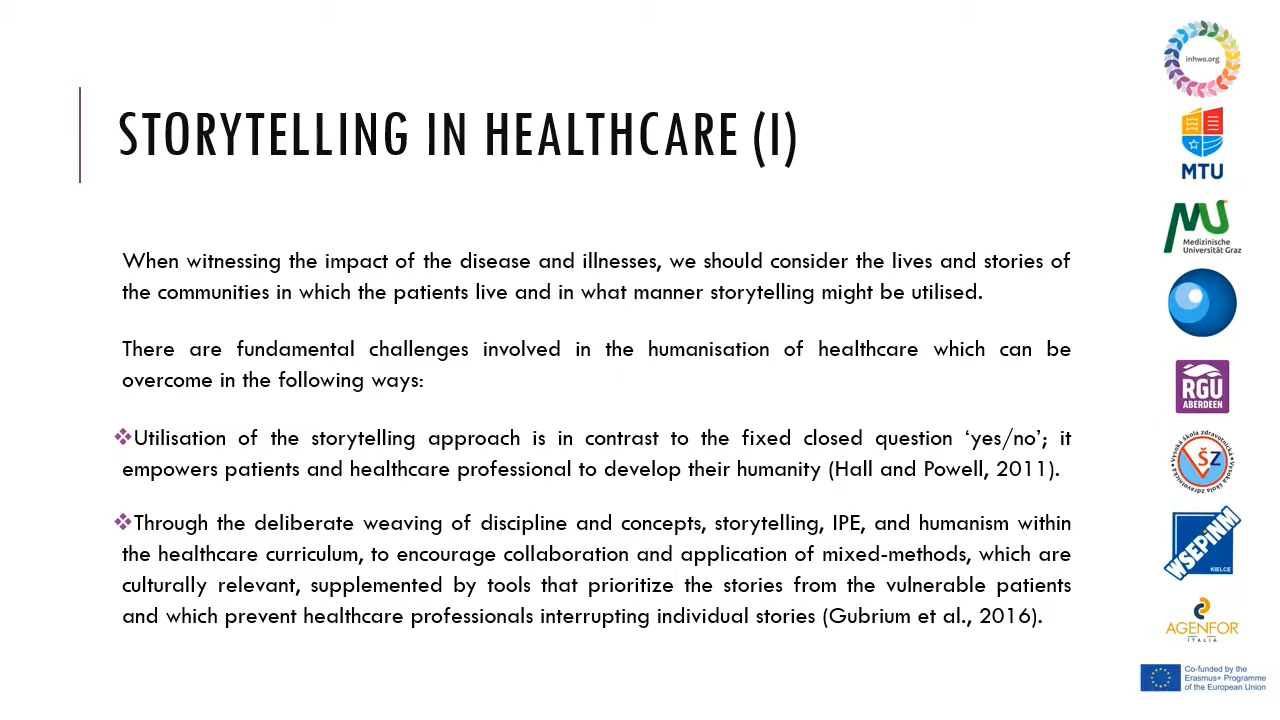 STORYTELLING IN HEALTHCARE (I)
When witnessing the impact of the disease and illnesses, we should consider the lives and stories of
the communities in which the patients live and in what manner storytelling might be utilised.
There are fundamental challenges involved in the humanisation of healthcare which can be
overcome in the following ways:
❖Utilisation of the storytelling approach is in contrast to the fixed closed question ‘yes/no’; it
empowers patients and healthcare professional to develop their humanity (Hall and Powell, 2011).
❖Through the deliberate weaving of discipline and concepts, storytelling, IPE, and humanism within
the healthcare curriculum, to encourage collaboration and application of mixed-methods, which are
culturally relevant, supplemented by tools that prioritize the stories from the vulnerable patients
and which prevent healthcare professionals interrupting individual stories (Gubrium et al., 2016).
inhwe.org
MTU
Medizinische
Universität Graz
RGU
ABERDEEN
Vysoká škola zdravotnícka
VŠZ
Vysoká škola zdravotnícka
WSEPiNM
KIELCE
AGENFOR
ITALIA
Co-funded by the
Erasmus+ Programme
of the European Union